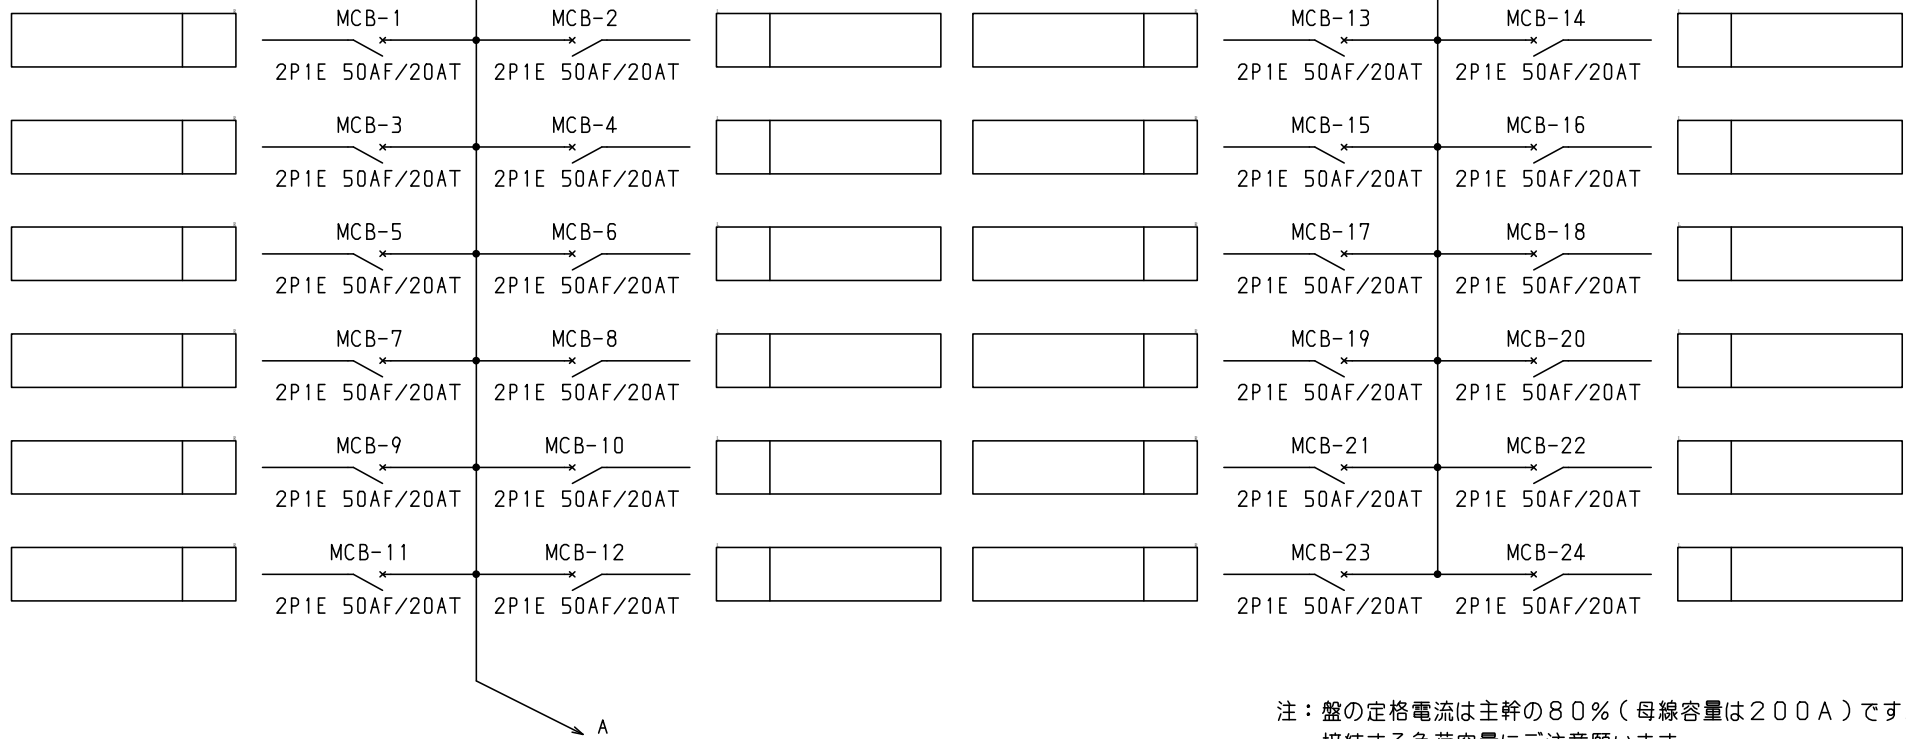 MCB-1 MCB-2 MCB-13 MCB-14
2P1E 50AF/20AT 2P1E 50AF/20AT 2P1E 50AF/20AT 2P1E 50AF/20AT
MCB-3 MCB-4 MCB-15 MCB-16
2P1E 50AF/20AT 2P1E 50AF/20AT 2P1E 50AF/20AT 2P1E 50AF/20AT
MCB-5 MCB-6 MCB-17 MCB-18
2P1E 50AF/20AT 2P1E 50AF/20AT 2P1E 50AF/20AT 2P1E 50AF/20AT
MCB-7 MCB-8 MCB-19 MCB-20
2P1E 50AF/20AT 2P1E 50AF/20AT 2P1E 50AF/20AT 2P1E 50AF/20AT
MCB-9 MCB-10 MCB-21 MCB-22
2P1E 50AF/20AT 2P1E 50AF/20AT 2P1E 50AF/20AT 2P1E 50AF/20AT
MCB-11 MCB-12 MCB-23 MCB-24
2P1E 50AF/20AT 2P1E 50AF/20AT 2P1E 50AF/20AT 2P1E 50AF/20AT
A
注：盤の定格電流は主幹の８０％（母線容量は２００Ａ）です